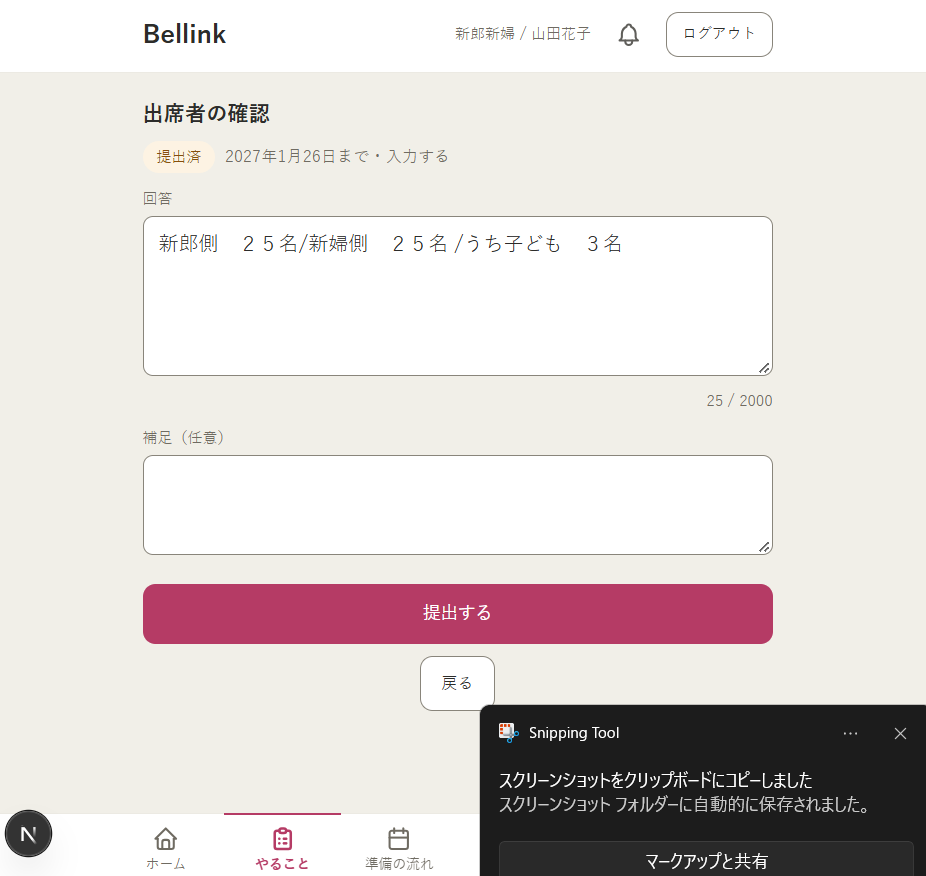 Bellink
新郎新婦 / 山田花子
ログアウト
出席者の確認
提出済
2027年1月26日まで・入力する
回答
新郎側　２５名/新婦側　２５名 /うち子ども　３名
25 / 2000
補足（任意）
提出する
戻る
Snipping Tool
スクリーンショットをクリップボードにコピーしました
スクリーンショット フォルダーに自動的に保存されました。
マークアップと共有
N
ホーム
やること
準備の流れ